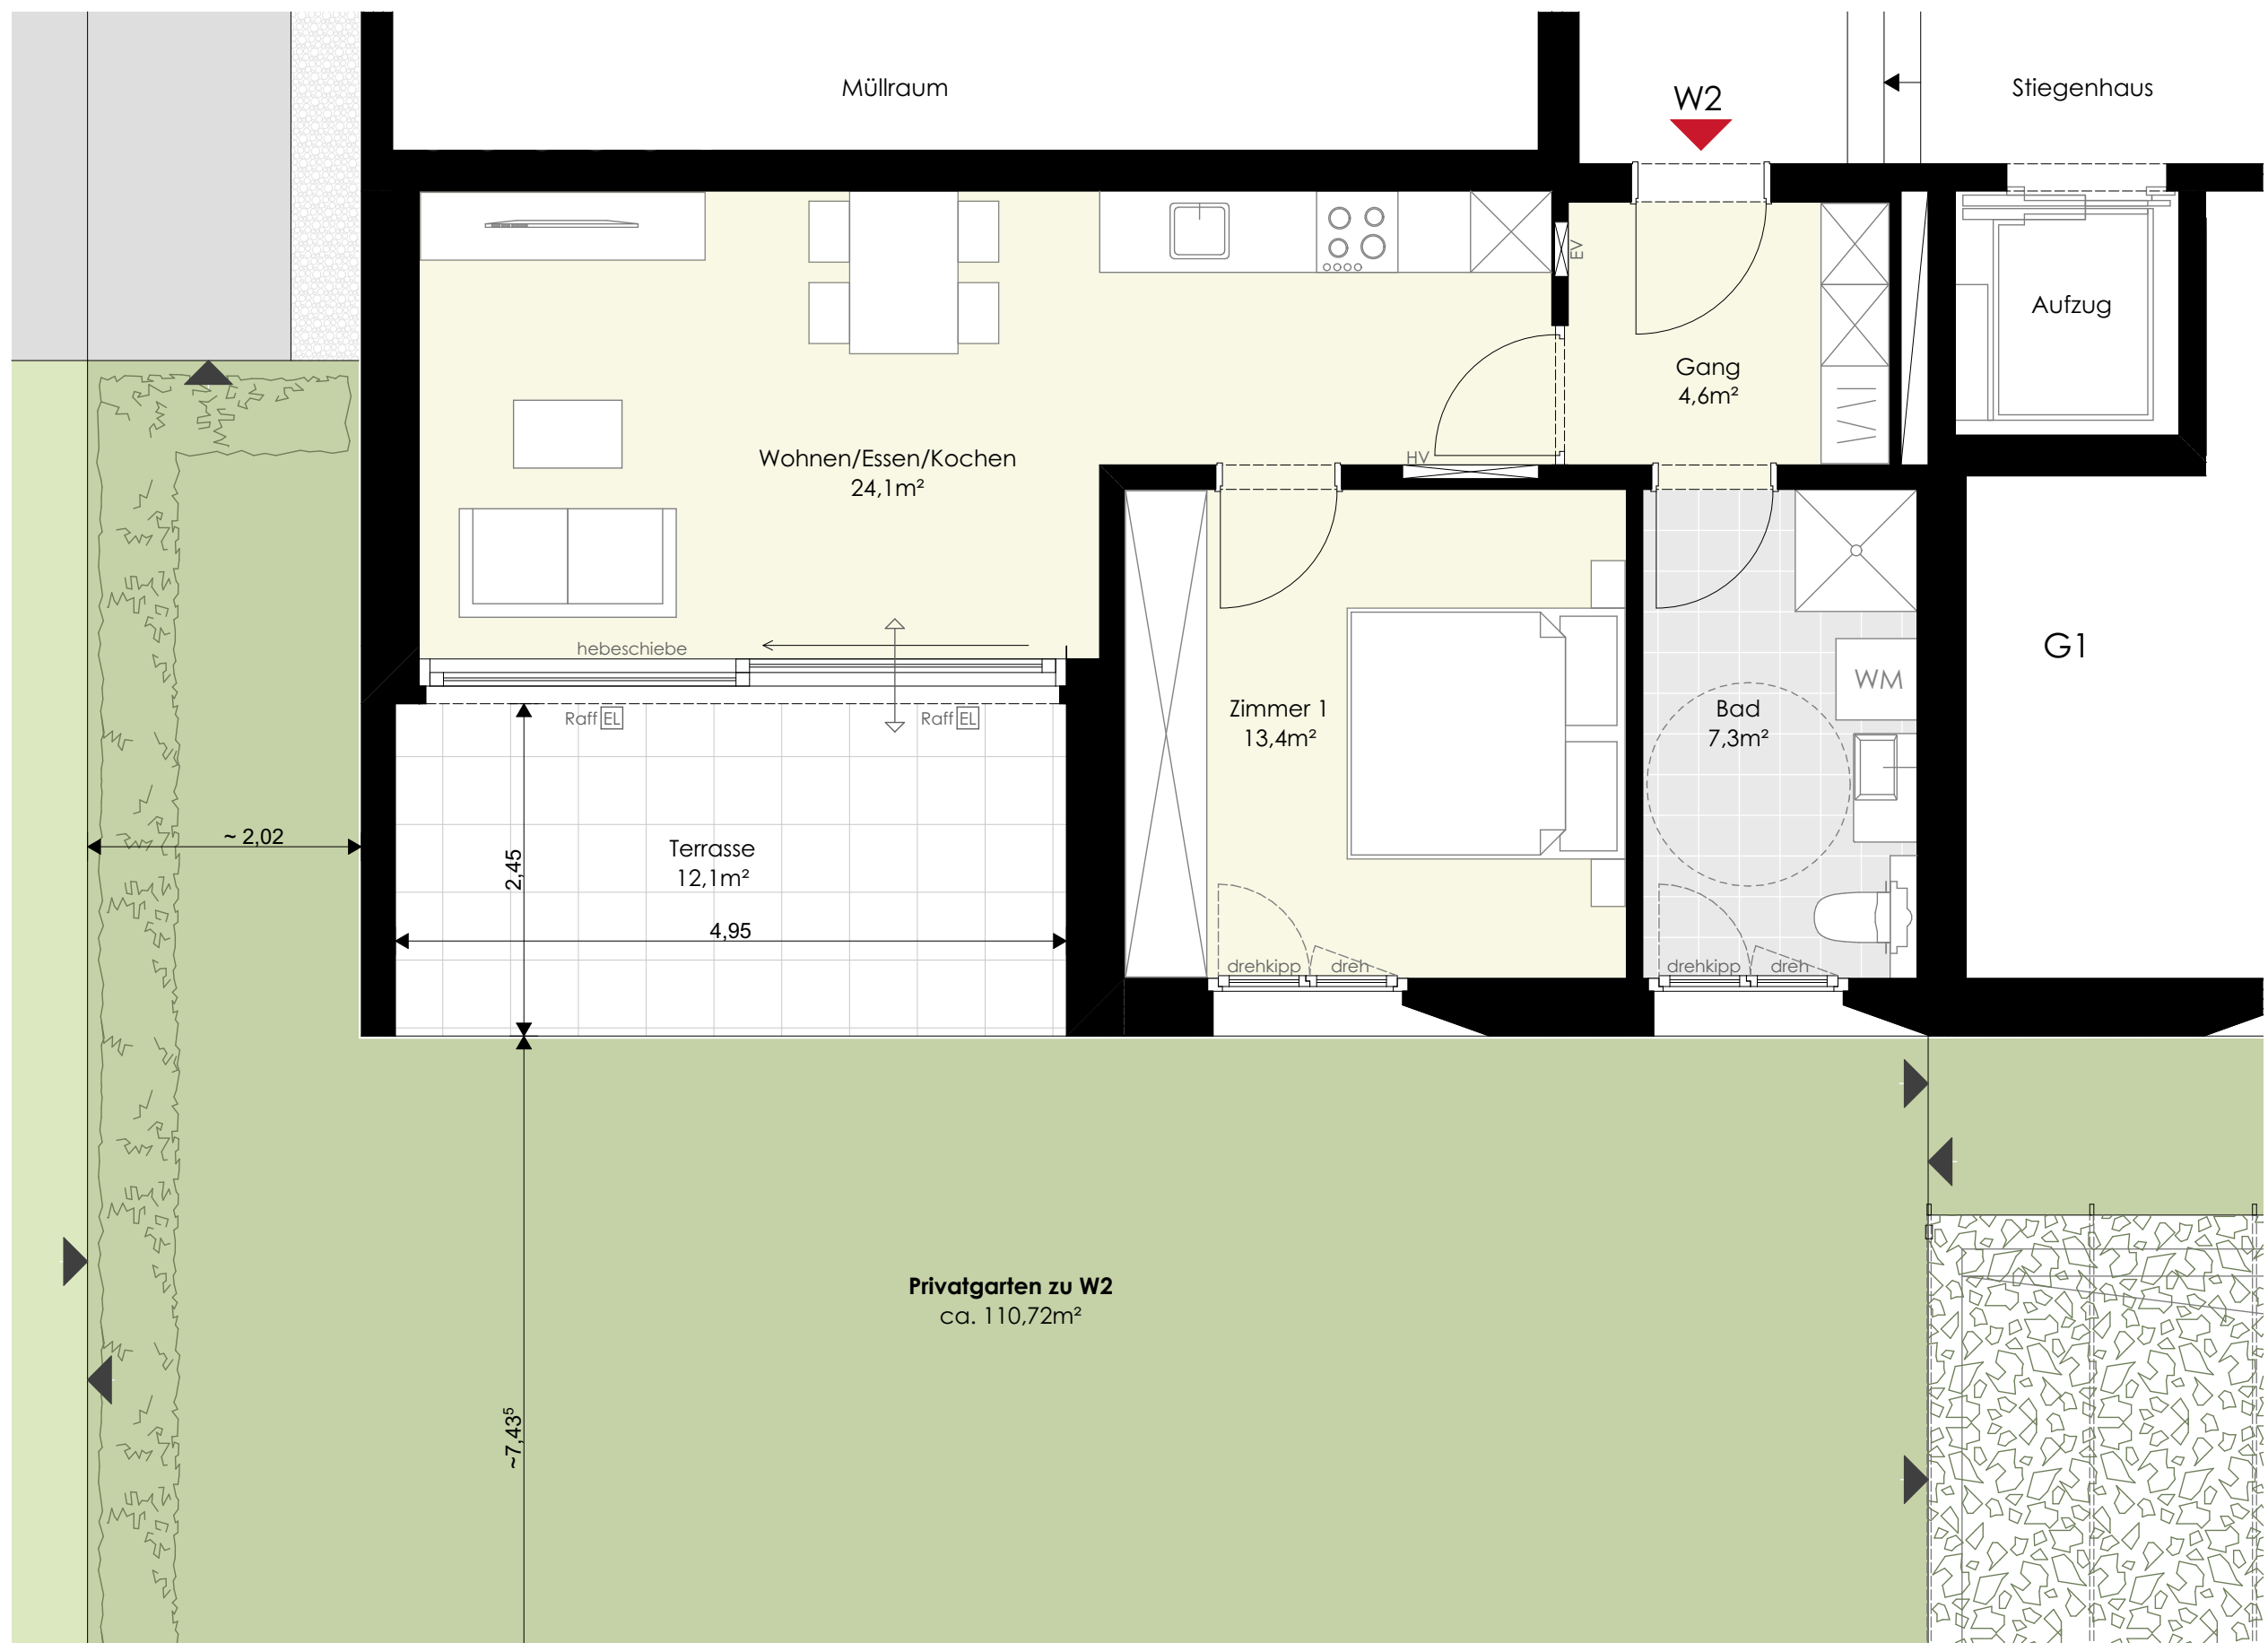 Müllraum
W2
Stiegenhaus
EV
Aufzug
Gang
4,6m²
HV
Wohnen/Essen/Kochen
24,1m²
hebeschiebe
G1
WM
Raff EL
Raff EL
Zimmer 1
13,4m²
Bad
7,3m²
~ 2,02
2,45
Terrasse
12,1m²
4,95
drehkipp
dreh
drehkipp
dreh
Privatgarten zu W2
ca. 110,72m²
~7,43⁵